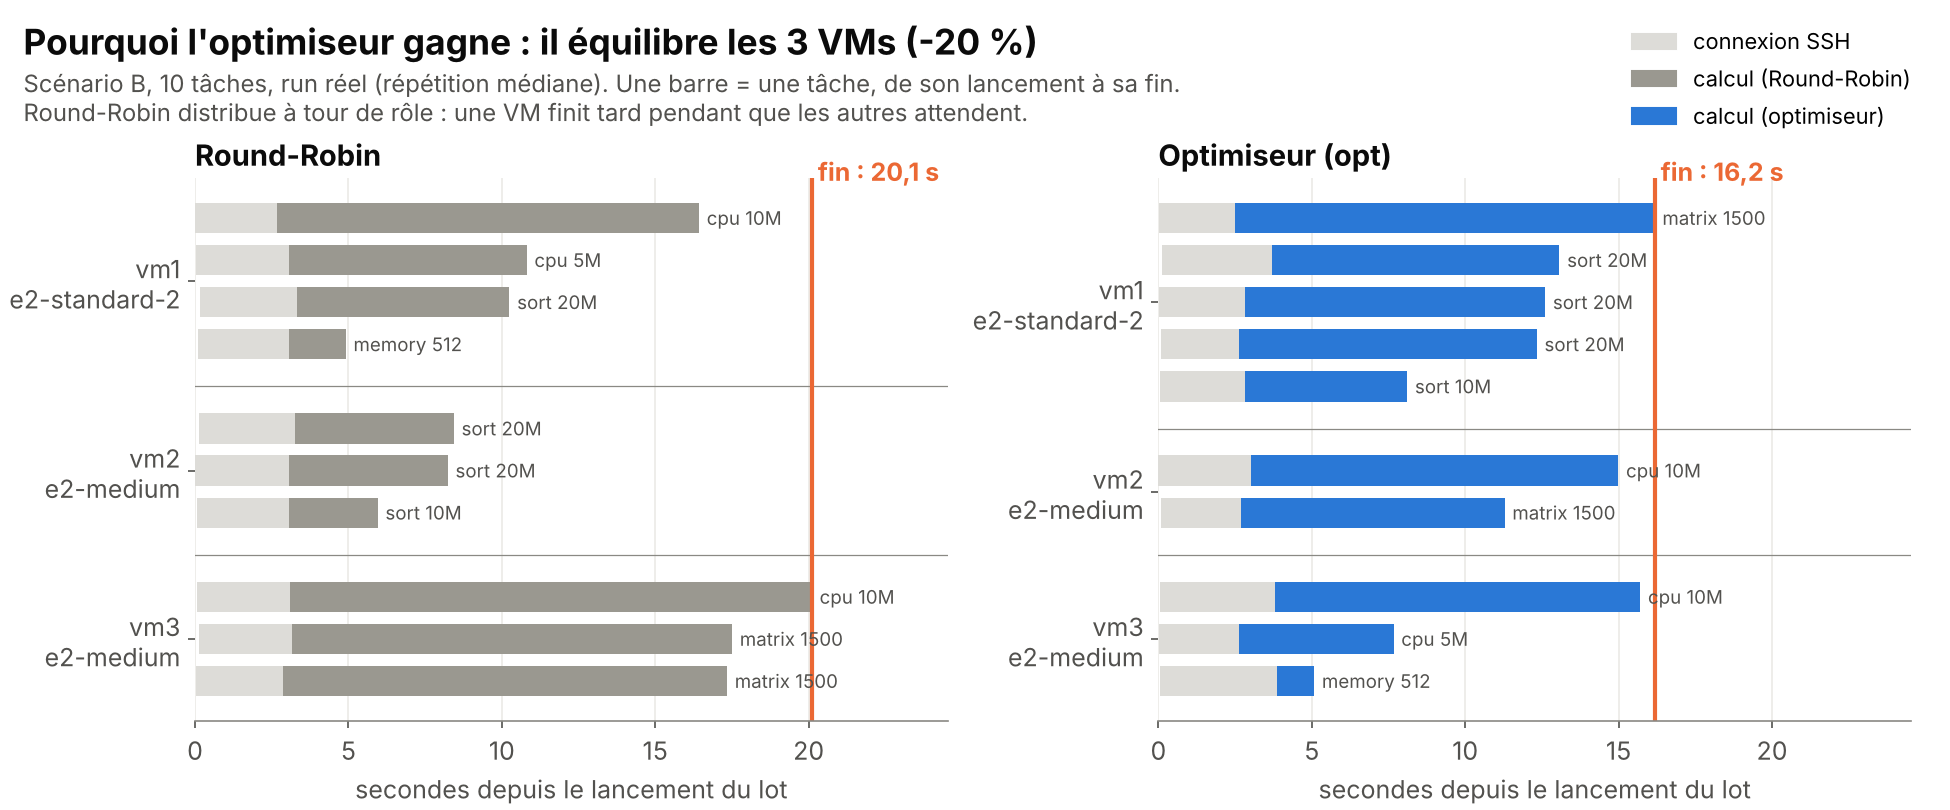 Pourquoi l'optimiseur gagne : il équilibre les 3 VMs (-20 %)
Scénario B, 10 tâches, run réel (répétition médiane). Une barre = une tâche, de son lancement à sa fin.
Round-Robin distribue à tour de rôle : une VM finit tard pendant que les autres attendent.
connexion SSH
calcul (Round-Robin)
calcul (optimiseur)
Round-Robin
fin : 20,1 s
vm1
e2-standard-2
cpu 10M
cpu 5M
sort 20M
memory 512
vm2
e2-medium
sort 20M
sort 20M
sort 10M
vm3
e2-medium
cpu 10M
matrix 1500
matrix 1500
0 5 10 15 20
secondes depuis le lancement du lot
Optimiseur (opt)
fin : 16,2 s
vm1
e2-standard-2
matrix 1500
sort 20M
sort 20M
sort 20M
sort 10M
vm2
e2-medium
cpu 10M
matrix 1500
vm3
e2-medium
cpu 10M
cpu 5M
memory 512
0 5 10 15 20
secondes depuis le lancement du lot